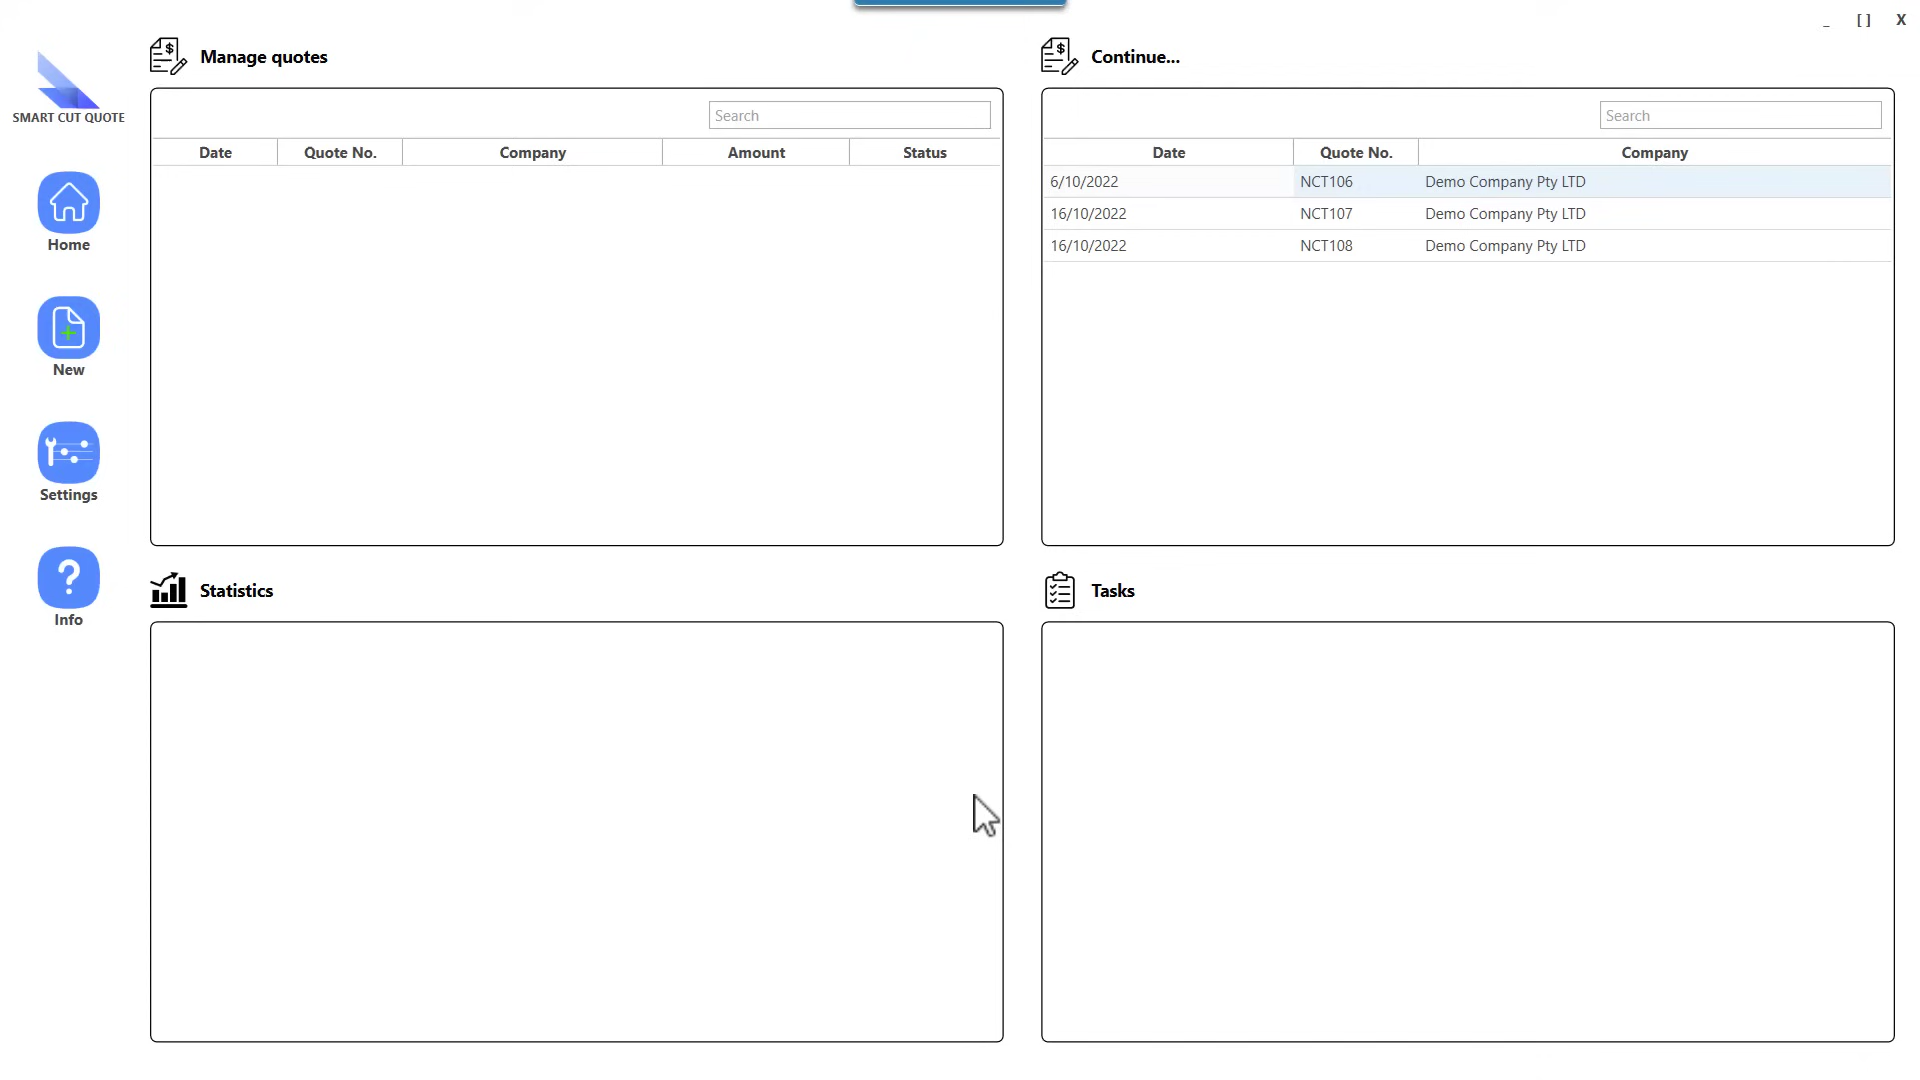 _ [ ] X
SMART CUT QUOTE
Home
New
Settings
Info
Manage quotes
Search
Date Quote No. Company Amount Status
Continue...
Search
Date Quote No. Company
6/10/2022 NCT106 Demo Company Pty LTD
16/10/2022 NCT107 Demo Company Pty LTD
16/10/2022 NCT108 Demo Company Pty LTD
Statistics
Tasks